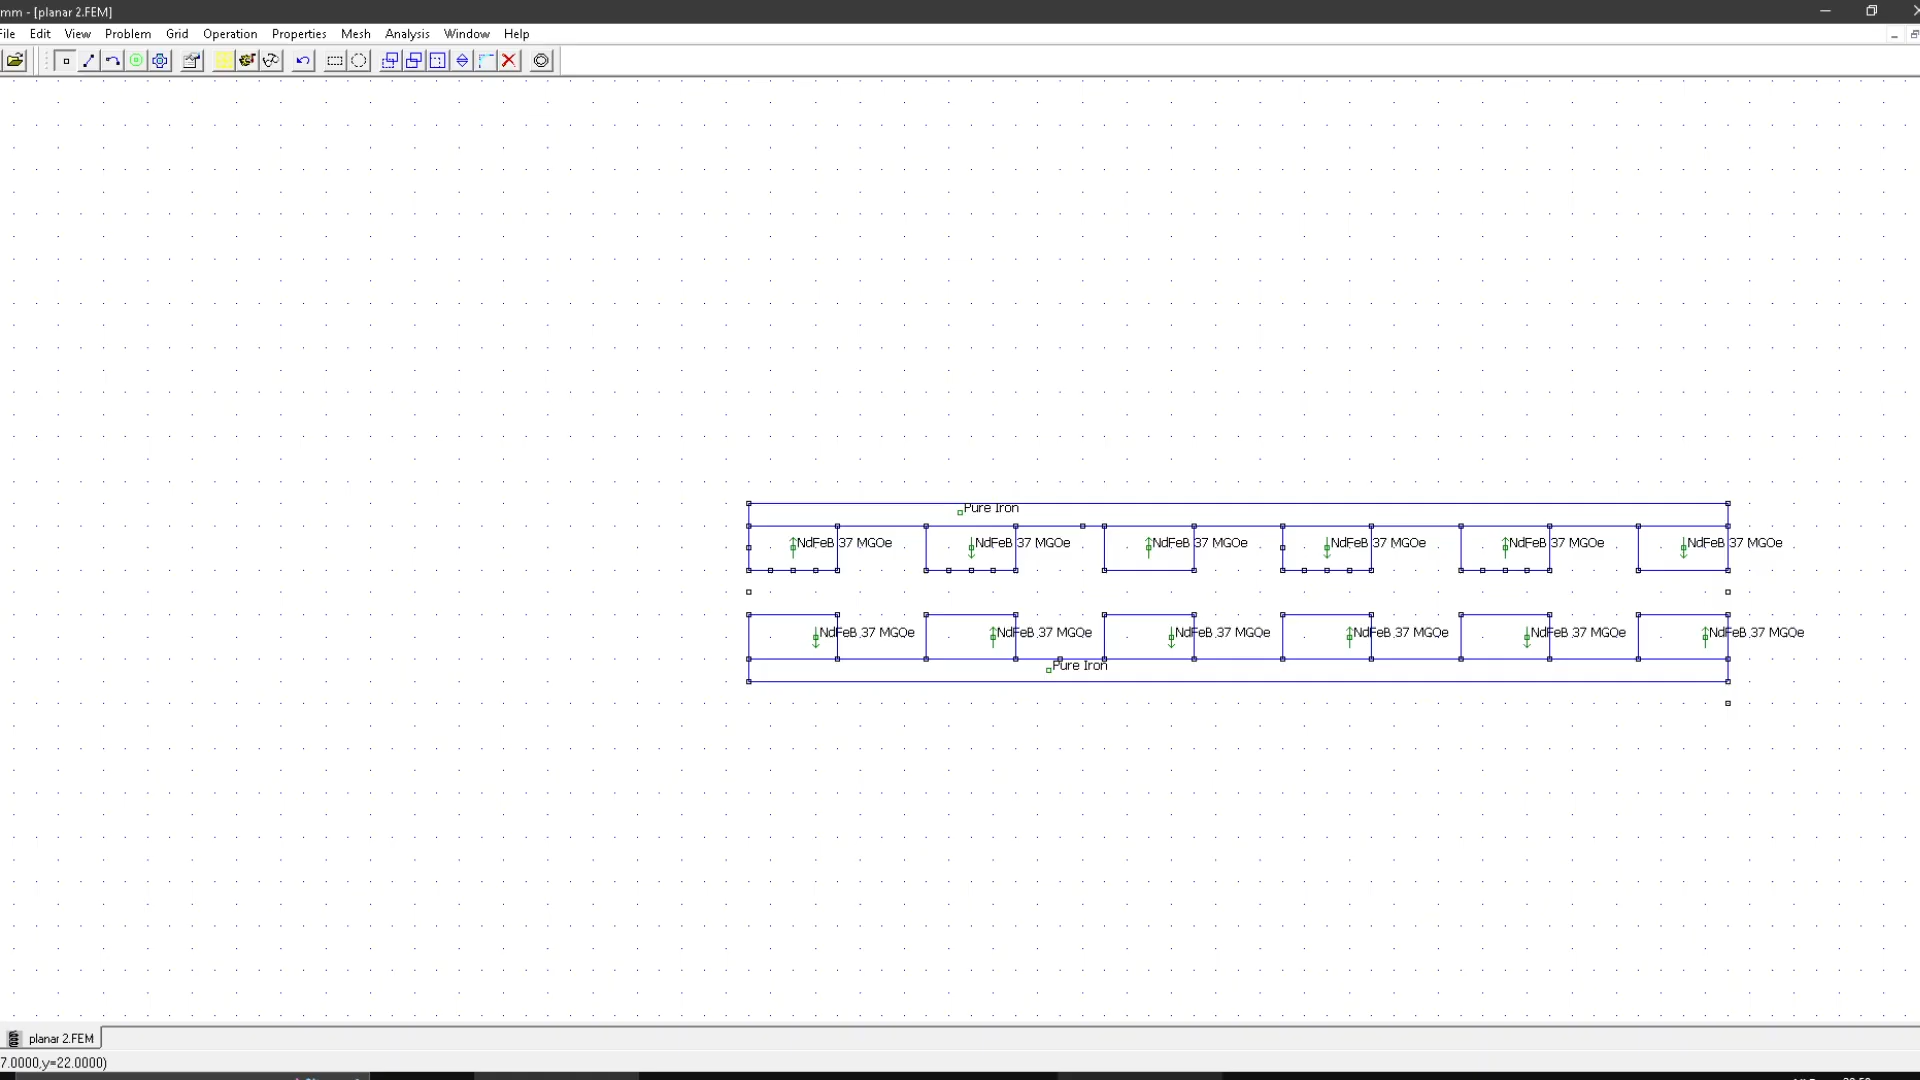 mm - [planar 2.FEM]
File Edit View Problem Grid Operation Properties Mesh Analysis Window Help
Pure Iron
NdFeB 37 MGOe NdFeB 37 MGOe NdFeB 37 MGOe NdFeB 37 MGOe NdFeB 37 MGOe NdFeB 37 MGOe
NdFeB 37 MGOe NdFeB 37 MGOe NdFeB 37 MGOe NdFeB 37 MGOe NdFeB 37 MGOe NdFeB 37 MGOe
Pure Iron
planar 2.FEM
7.0000,y=22.0000)